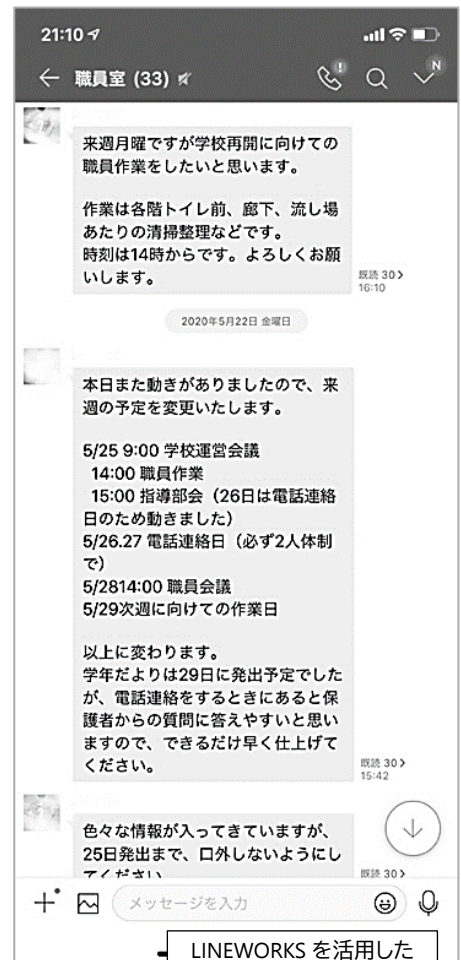 21:10
職員室 (33)
N
来週月曜ですが学校再開に向けての
職員作業をしたいと思います。
作業は各階トイレ前、廊下、流し場
あたりの清掃整理などです。
時刻は14時からです。よろしくお願
いします。
既読 30
16:10
2020年5月22日 金曜日
本日また動きがありましたので、来
週の予定を変更いたします。
5/25 9:00 学校運営会議
14:00 職員作業
15:00 指導部会（26日は電話連絡
日のため動きました）
5/26.27 電話連絡日（必ず2人体制
で）
5/2814:00 職員会議
5/29次週に向けての作業日
以上に変わります。
学年だよりは29日に発出予定でした
が、電話連絡をするときにあると保
護者からの質問に答えやすいと思い
ますので、できるだけ早く仕上げて
ください。
既読 30
15:42
色々な情報が入ってきていますが、
25日発出まで、口外しないようにし
てください
既読 30
メッセージを入力
LINEWORKS を活用した